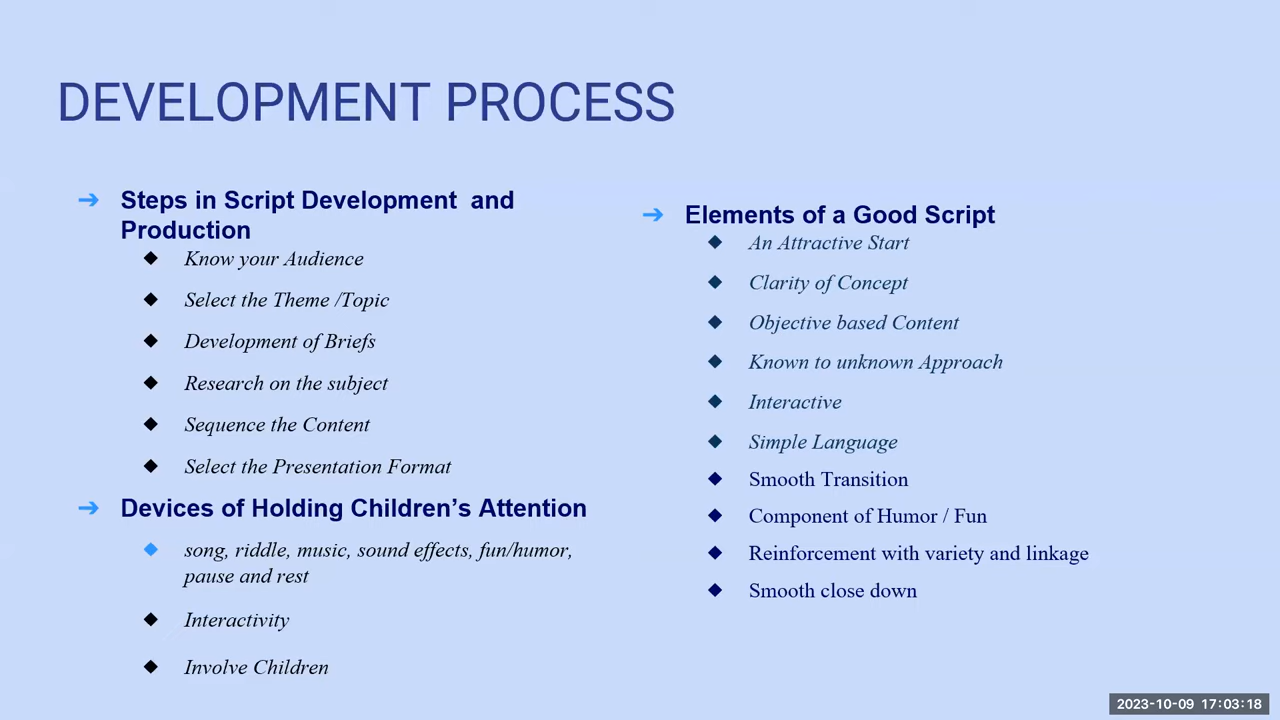 DEVELOPMENT PROCESS
➔ Steps in Script Development and
Production
◆ Know your Audience
◆ Select the Theme /Topic
◆ Development of Briefs
◆ Research on the subject
◆ Sequence the Content
◆ Select the Presentation Format
➔ Devices of Holding Children’s Attention
◆ song, riddle, music, sound effects, fun/humor,
pause and rest
◆ Interactivity
◆ Involve Children
➔ Elements of a Good Script
◆ An Attractive Start
◆ Clarity of Concept
◆ Objective based Content
◆ Known to unknown Approach
◆ Interactive
◆ Simple Language
◆ Smooth Transition
◆ Component of Humor / Fun
◆ Reinforcement with variety and linkage
◆ Smooth close down
2023-10-09 17:03:18